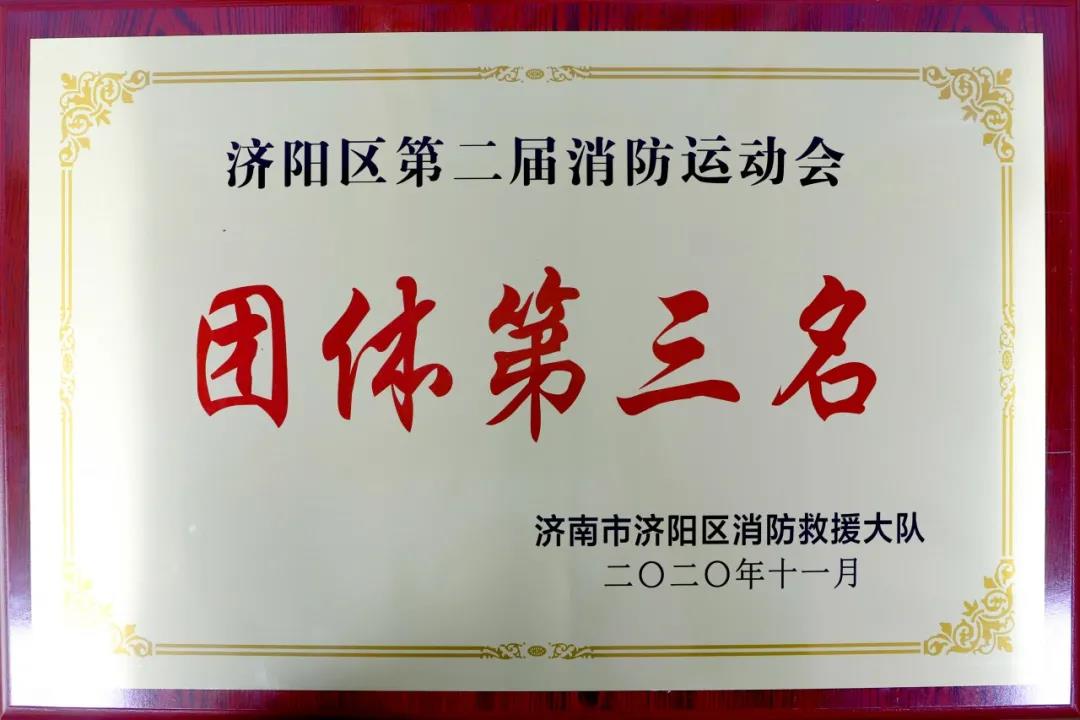 济阳区第二届消防运动会
团体第三名
济南市济阳区消防救援大队
二〇二〇年十一月